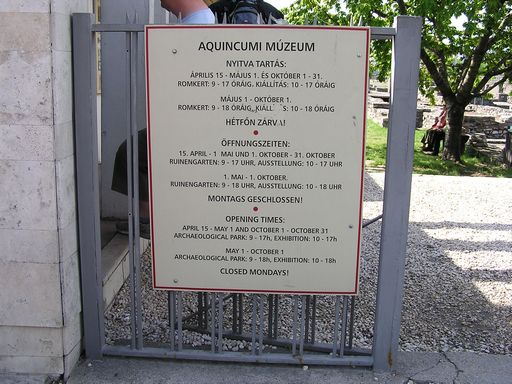 AQUINCUMI MÚZEUM
NYITVA TARTÁS:
ÁPRILIS 15 - MÁJUS 1. ÉS OKTÓBER 1 - 31.
ROMKERT: 9 - 17 ÓRÁIG, KIÁLLÍTÁS: 10 - 17 ÓRÁIG
MÁJUS 1 - OKTÓBER 1.
ROMKERT: 9 - 18 ÓRÁIG, KIÁLL S: 10 - 18 ÓRÁIG
HÉTFŐN ZÁRVA!
ÖFFNUNGSZEITEN:
15. APRIL - 1 MAI UND 1. OKTOBER - 31. OKTOBER
RUINENGARTEN: 9 - 17 UHR, AUSSTELLUNG: 10 - 17 UHR
1. MAI - 1. OKTOBER.
RUINENGARTEN: 9 - 18 UHR, AUSSTELLUNG: 10 - 18 UHR
MONTAGS GESCHLOSSEN!
OPENING TIMES:
APRIL 15 - MAY 1 AND OCTOBER 1 - OCTOBER 31
ARCHAEOLOGICAL PARK: 9 - 17h, EXHIBITION: 10 - 17h
MAY 1 - OCTOBER 1
ARCHAEOLOGICAL PARK: 9 - 18h, EXHIBITION: 10 - 18h
CLOSED MONDAYS!